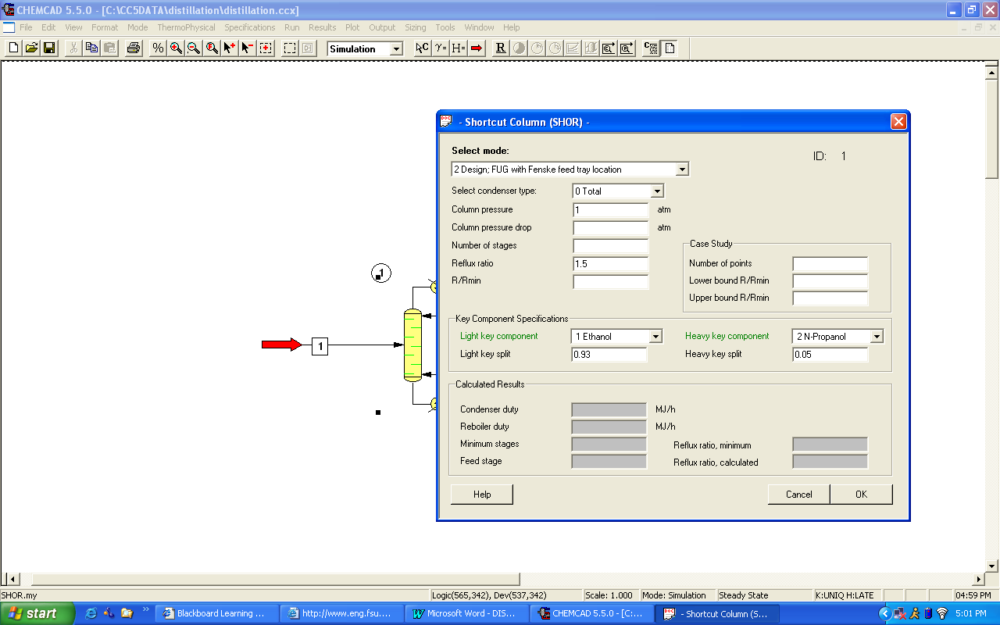 CHEMCAD 5.5.0 - [C:\CC5DATA\distillation\distillation.ccx]
File Edit View Format Mode ThermoPhysical Specifications Run Results Plot Output Sizing Tools Window Help
% Simulation C γ= H= R C
- Shortcut Column (SHOR) -
Select mode:
ID: 1
2 Design; FUG with Fenske feed tray location
Select condenser type: 0 Total
Column pressure 1 atm
Column pressure drop atm
Number of stages
Case Study
Reflux ratio 1.5
Number of points
R/Rmin
Lower bound R/Rmin
Upper bound R/Rmin
1
1
Key Component Specifications
Light key component 1 Ethanol Heavy key component 2 N-Propanol
Light key split 0.93 Heavy key split 0.05
Calculated Results
Condenser duty MJ/h
Reboiler duty MJ/h
Minimum stages Reflux ratio, minimum
Feed stage Reflux ratio, calculated
Help Cancel OK
SHOR.my Logic(565,342), Dev(537,342) Scale: 1.000 Mode: Simulation Steady State K:UNIQ H:LATE 04:59 PM
start Blackboard Learning ... http://www.eng.fsu.... Microsoft Word - DIS... CHEMCAD 5.5.0 - [C:... - Shortcut Column (S... 5:01 PM